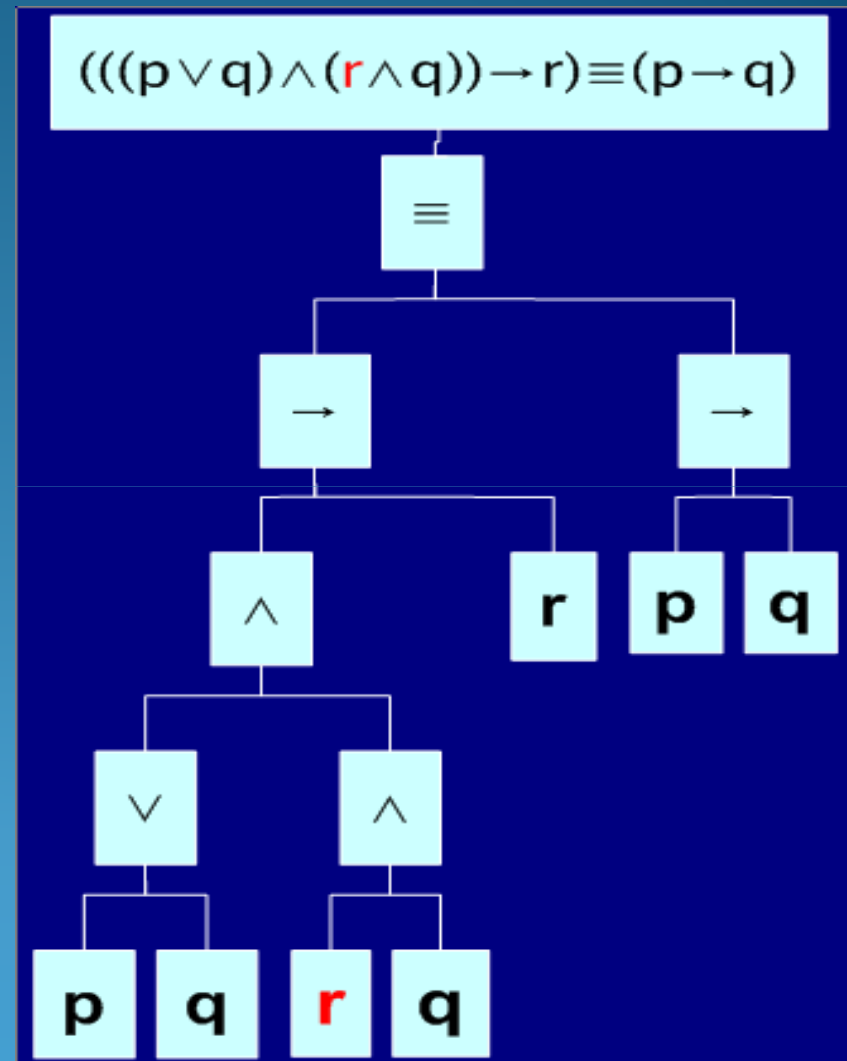 (((p∨q)∧(r∧q))→r)≡(p→q)
≡
→ →
∧ r p q
∨ ∧
p q r q